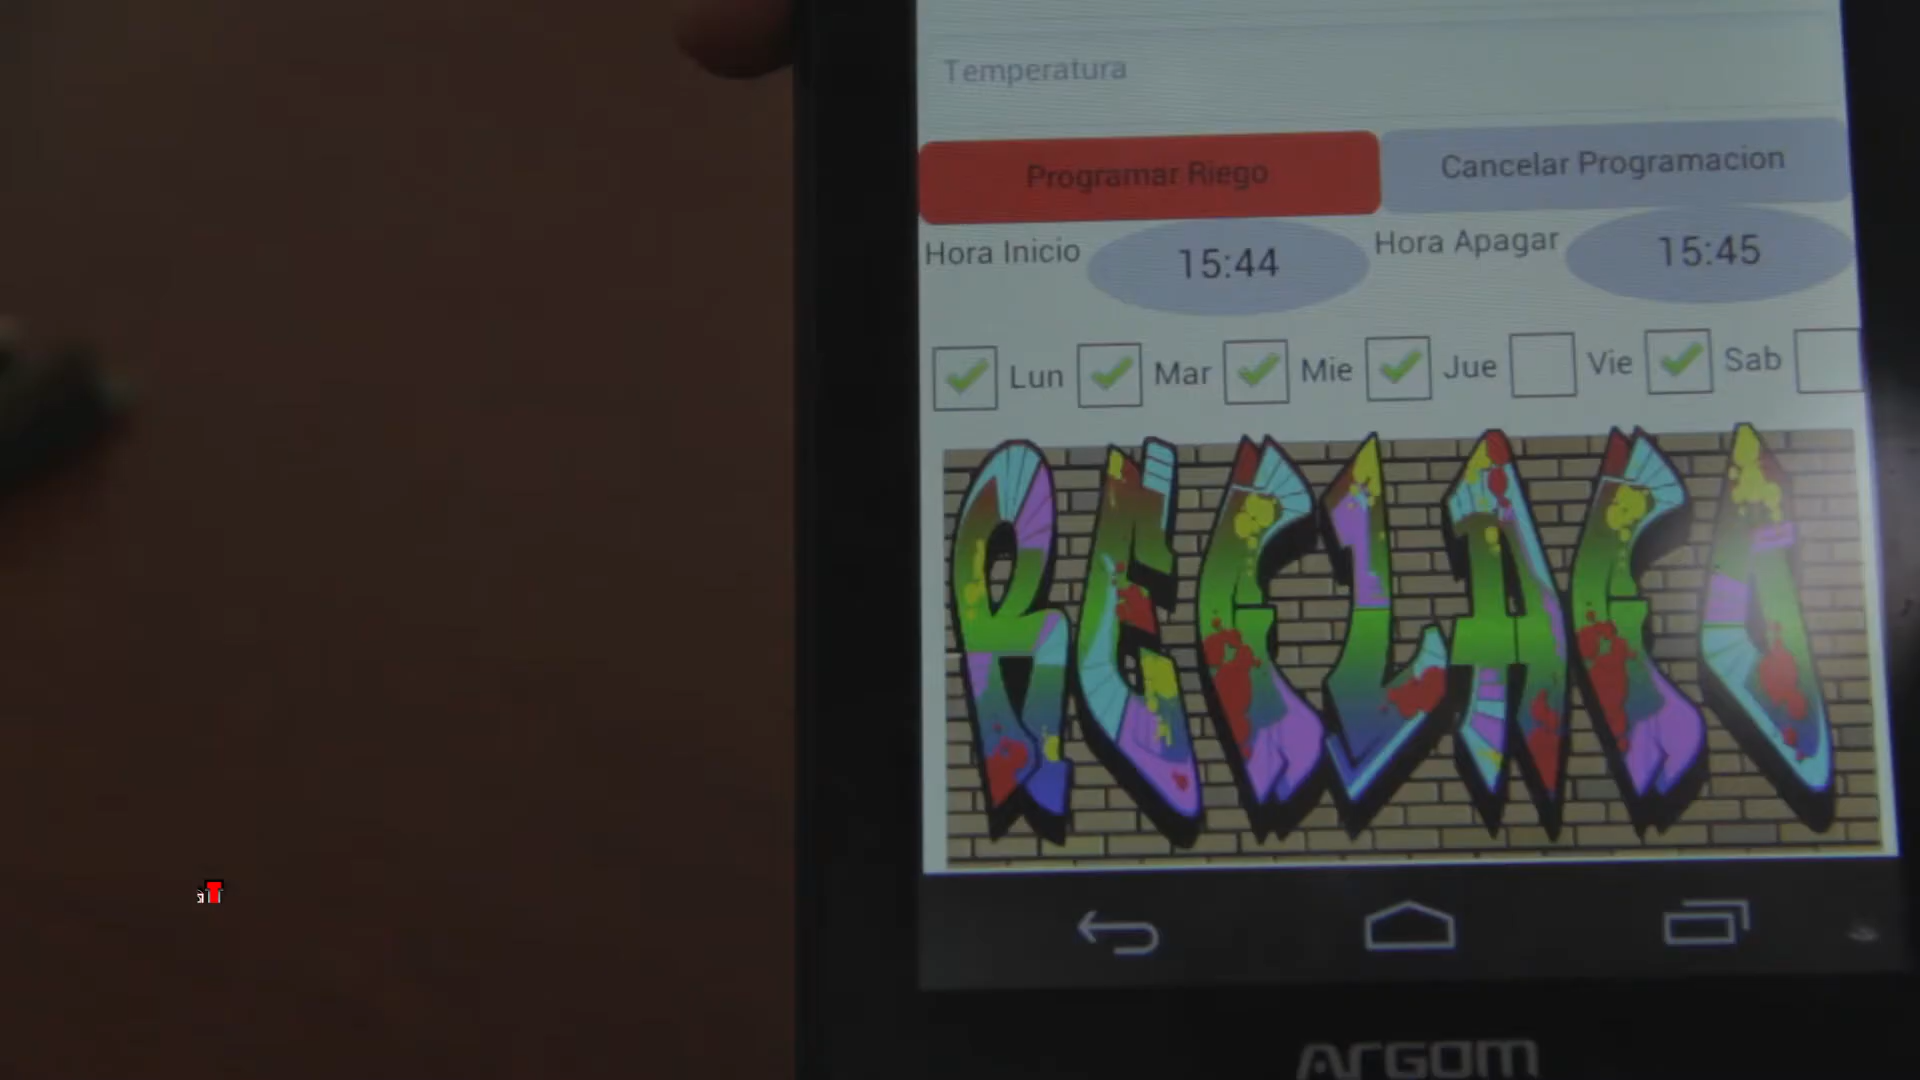 Temperatura
Programar Riego
Cancelar Programacion
Hora Inicio
15:44
Hora Apagar
15:45
Lun
Mar
Mie
Jue
Vie
Sab
ARGOM